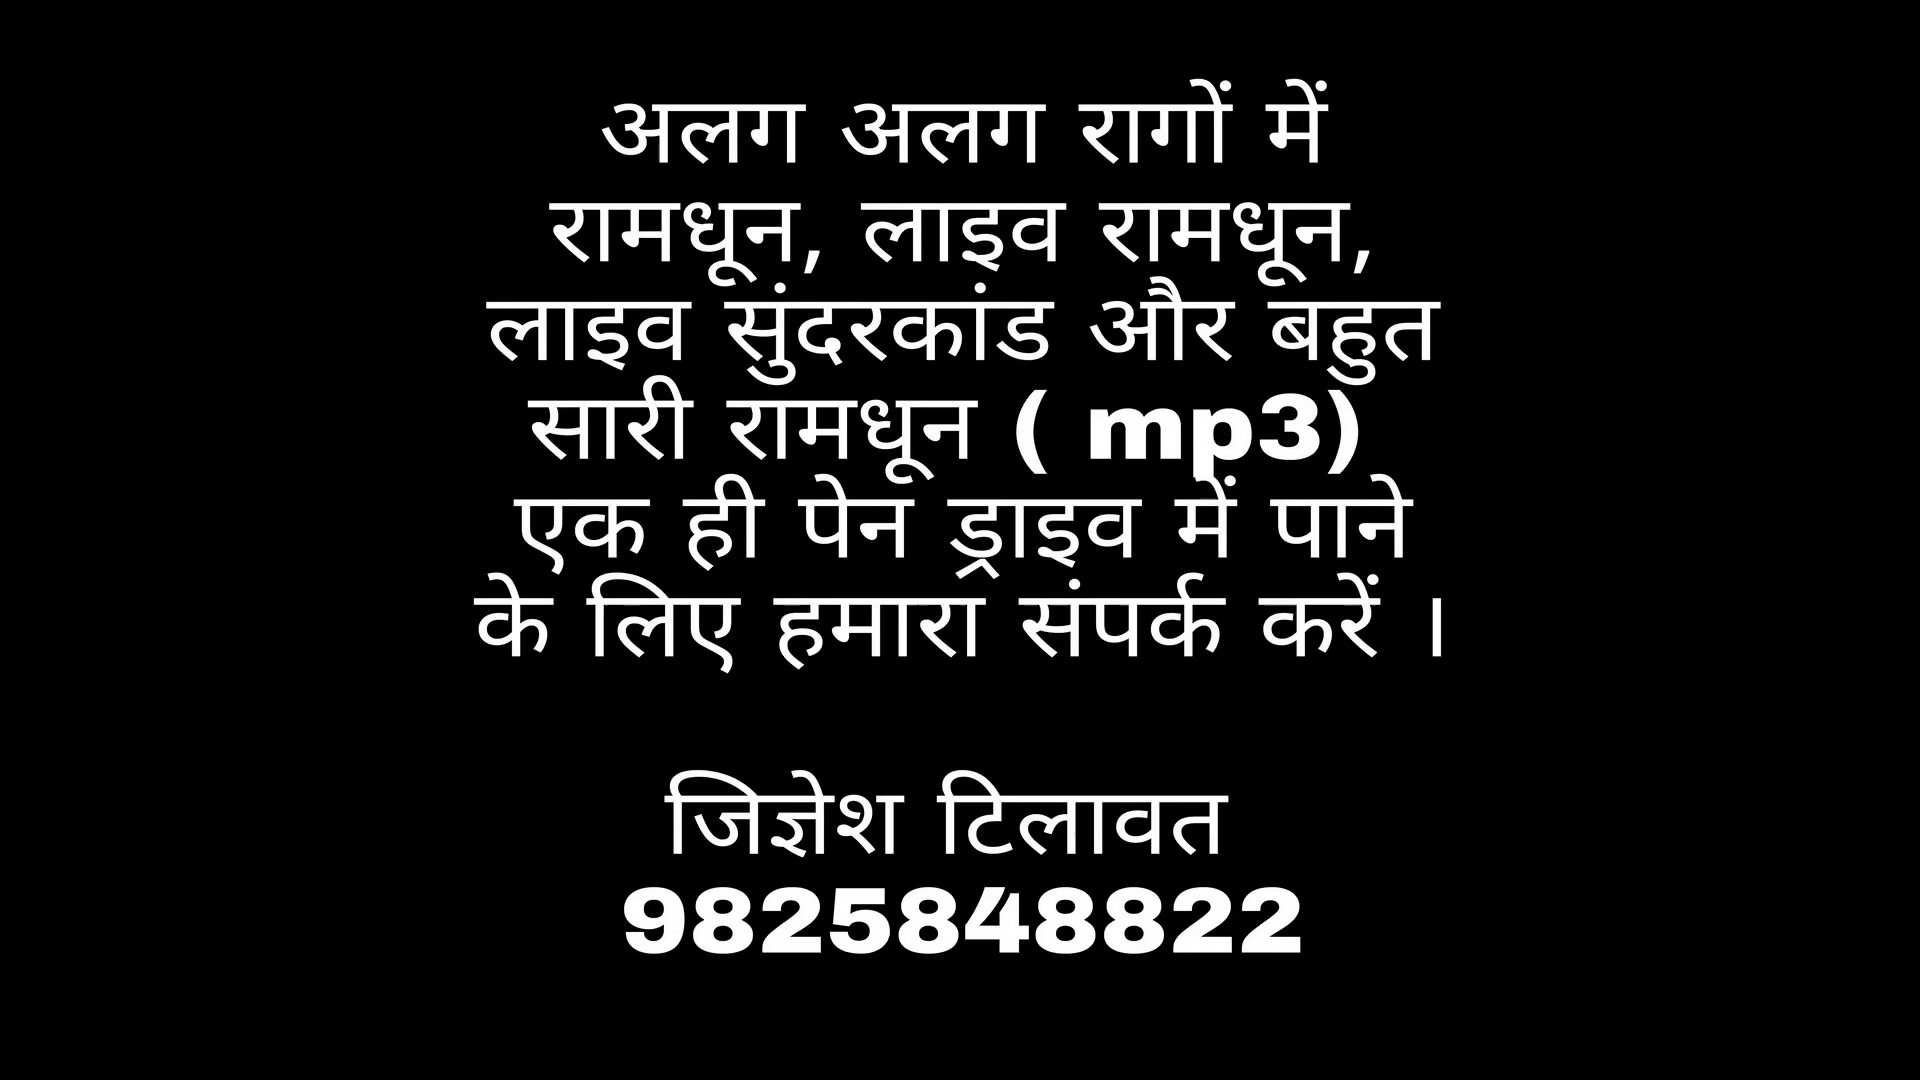 अलग अलग रागों में
रामधून, लाइव रामधून,
लाइव सुंदरकांड और बहुत
सारी रामधून ( mp3)
एक ही पेन ड्राइव में पाने
के लिए हमारा संपर्क करें ।
जिज्ञेश टिलावत
9825848822